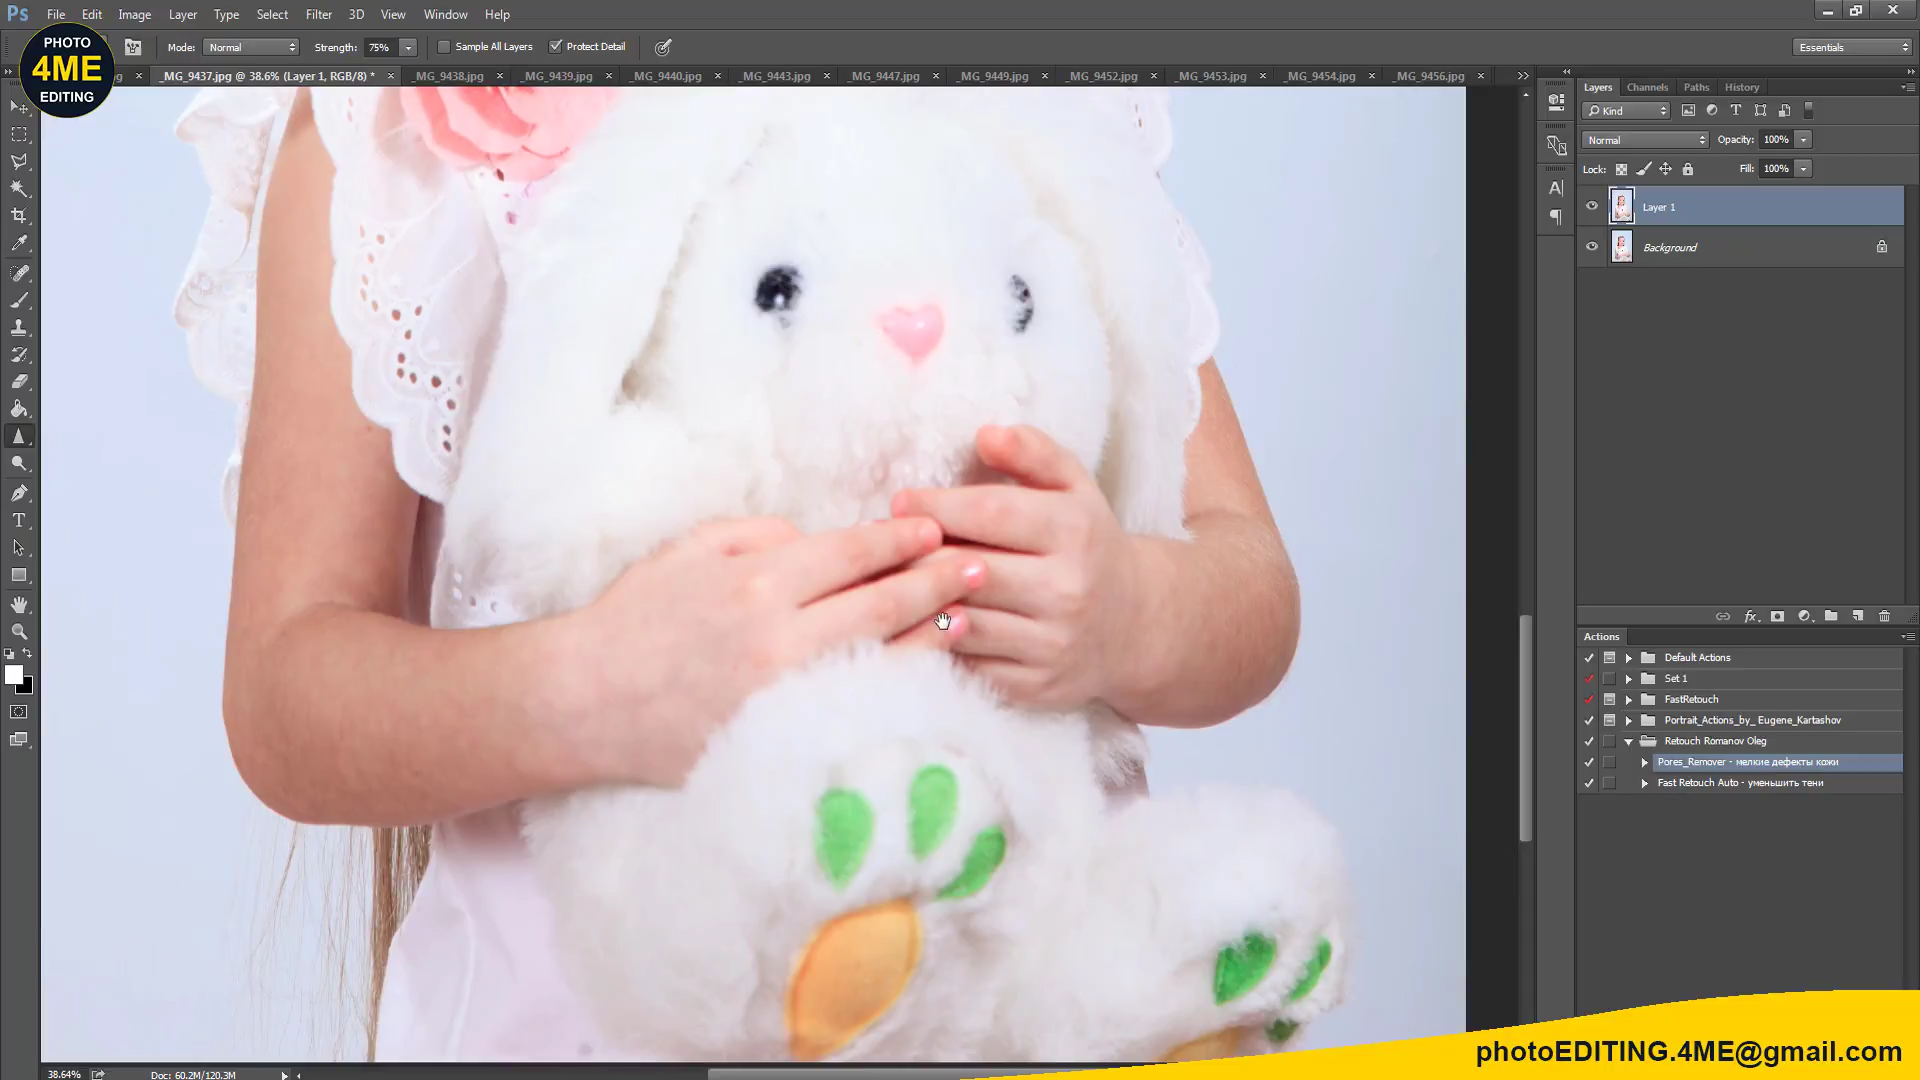 Ps File Edit Image Layer Type Select Filter 3D View Window Help
PHOTO
4ME
EDITING
Mode: Normal Strength: 75% Sample All Layers Protect Detail
Essentials
_MG_9437.jpg @ 38.6% (Layer 1, RGB/8) * × _MG_9438.jpg × _MG_9439.jpg × _MG_9440.jpg × _MG_9443.jpg × _MG_9447.jpg × _MG_9449.jpg × _MG_9452.jpg × _MG_9453.jpg × _MG_9454.jpg × _MG_9456.jpg ×
Layers Channels Paths History
Kind
Normal Opacity: 100%
Lock: Fill: 100%
Layer 1
Background
Actions
Default Actions
Set 1
FastRetouch
Portrait_Actions_by_ Eugene_Kartashov
Retouch Romanov Oleg
Pores_Remover - мелкие дефекты кожи
Fast Retouch Auto - уменьшить тени
photoEDITING.4ME@gmail.com
38.64% Doc: 60.2M/120.3M